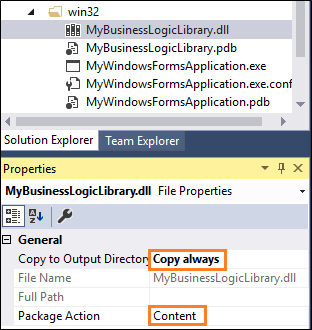 win32
MyBusinessLogicLibrary.dll
MyBusinessLogicLibrary.pdb
MyWindowsFormsApplication.exe
MyWindowsFormsApplication.exe.conf
MyWindowsFormsApplication.pdb
Solution Explorer Team Explorer
Properties
MyBusinessLogicLibrary.dll File Properties
General
Copy to Output Directory Copy always
File Name MyBusinessLogicLibrary.dll
Full Path
Package Action Content